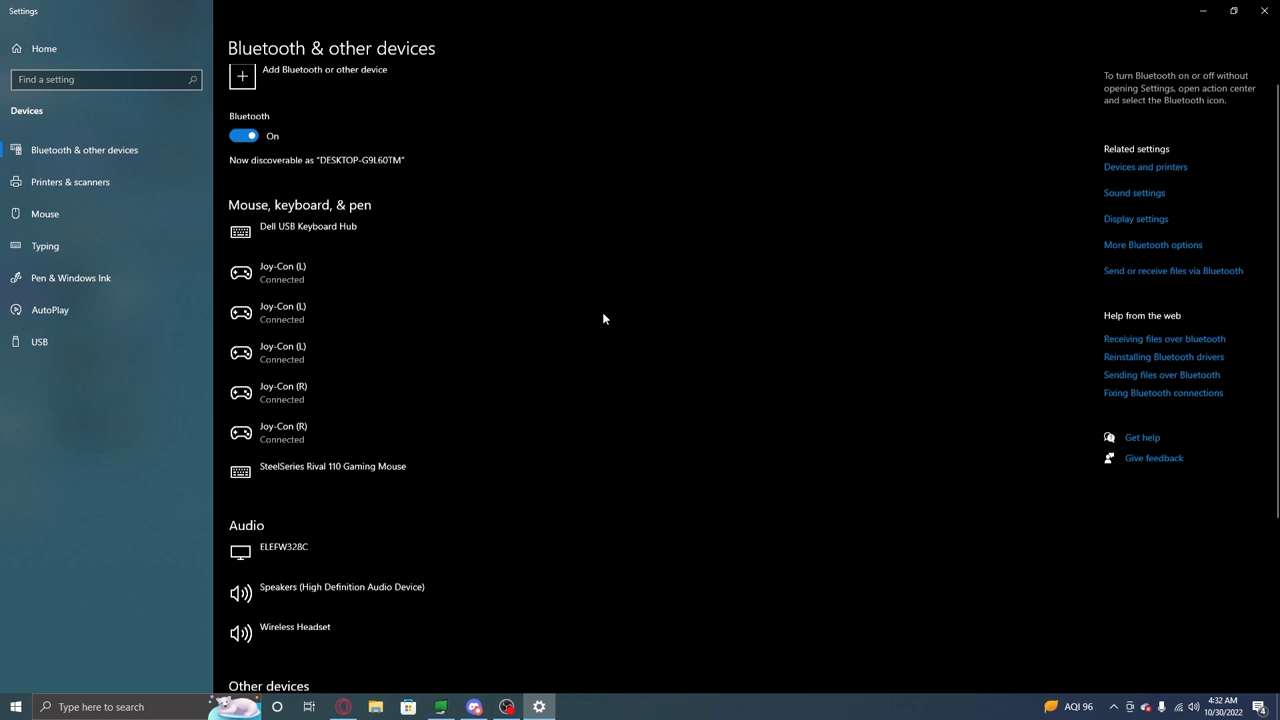 Settings
Home
Find a setting
Devices
Bluetooth & other devices
Printers & scanners
Mouse
Typing
Pen & Windows Ink
AutoPlay
USB
Bluetooth & other devices
Add Bluetooth or other device
Bluetooth
On
Now discoverable as “DESKTOP-G9L60TM”
Mouse, keyboard, & pen
Dell USB Keyboard Hub
Joy-Con (L)
Connected
Joy-Con (L)
Connected
Joy-Con (L)
Connected
Joy-Con (R)
Connected
Joy-Con (R)
Connected
SteelSeries Rival 110 Gaming Mouse
Audio
ELEFW328C
Speakers (High Definition Audio Device)
Wireless Headset
Other devices
To turn Bluetooth on or off without
opening Settings, open action center
and select the Bluetooth icon.
Related settings
Devices and printers
Sound settings
Display settings
More Bluetooth options
Send or receive files via Bluetooth
Help from the web
Receiving files over bluetooth
Reinstalling Bluetooth drivers
Sending files over Bluetooth
Fixing Bluetooth connections
Get help
Give feedback
Type here to search
AQI 96
4:32 AM
10/30/2022